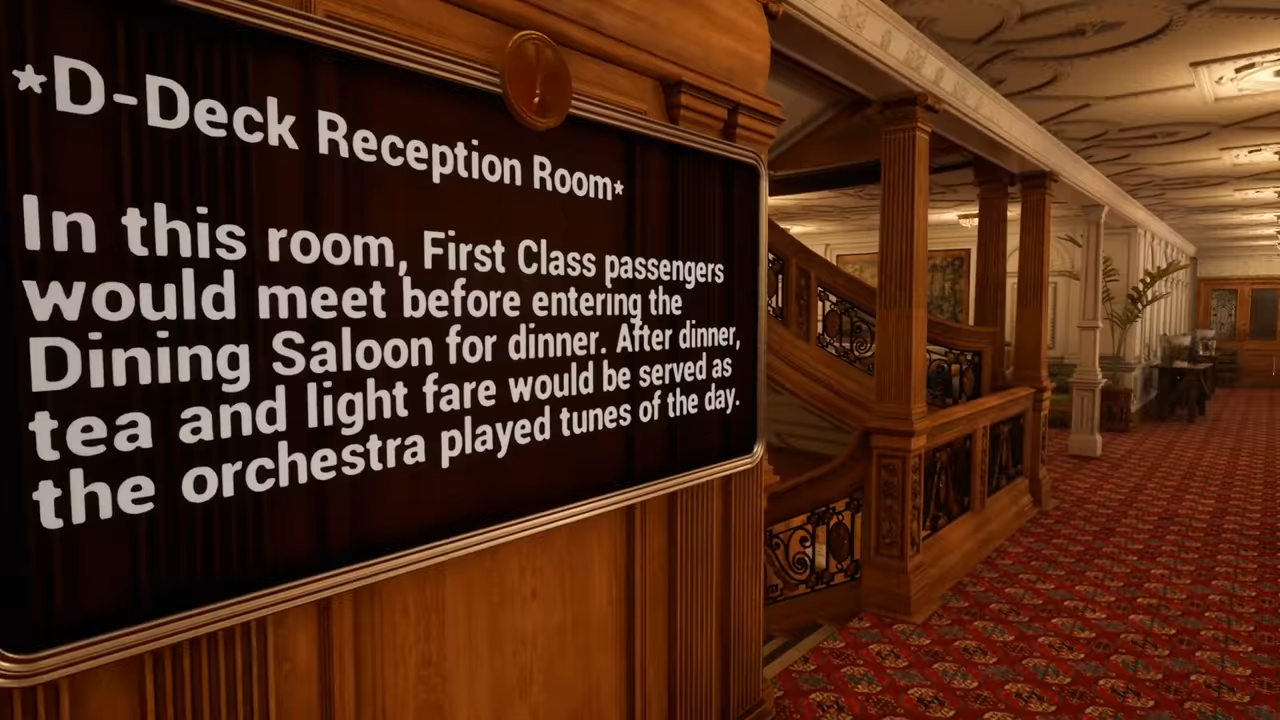 *D-Deck Reception Room*
In this room, First Class passengers
would meet before entering the
Dining Saloon for dinner. After dinner,
tea and light fare would be served as
the orchestra played tunes of the day.